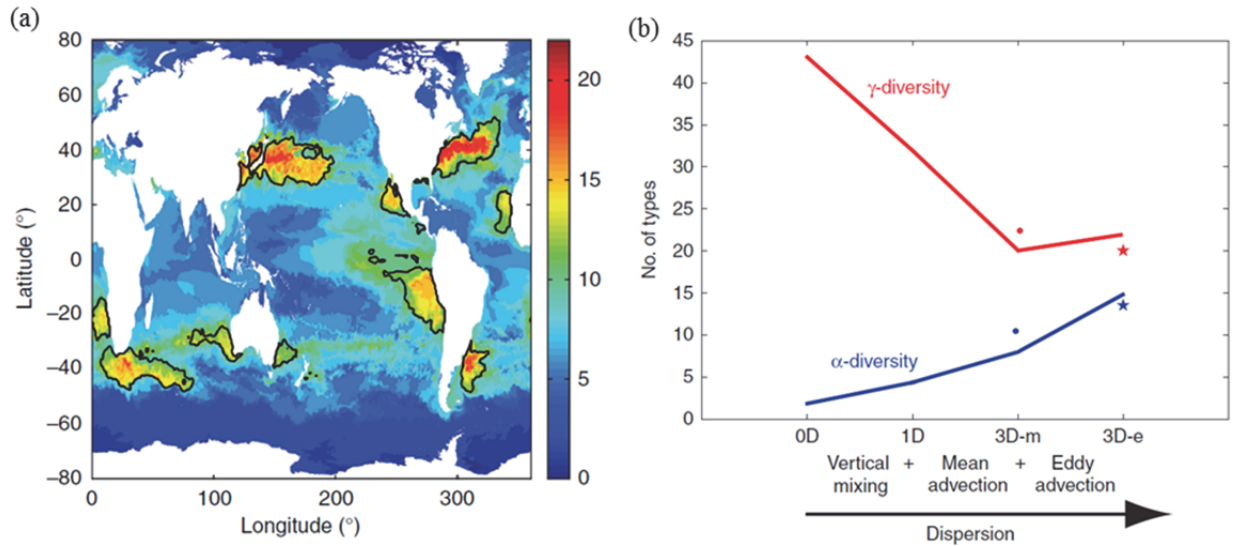 (a)
80
60
40
20
0
−20
−40
−60
−80
Latitude (°)
0
100
200
300
Longitude (°)
20
15
10
5
0
(b)
45
40
35
30
25
20
15
10
5
0
No. of types
γ-diversity
α-diversity
0D 1D 3D-m 3D-e
Vertical + Mean + Eddy
mixing advection advection
Dispersion